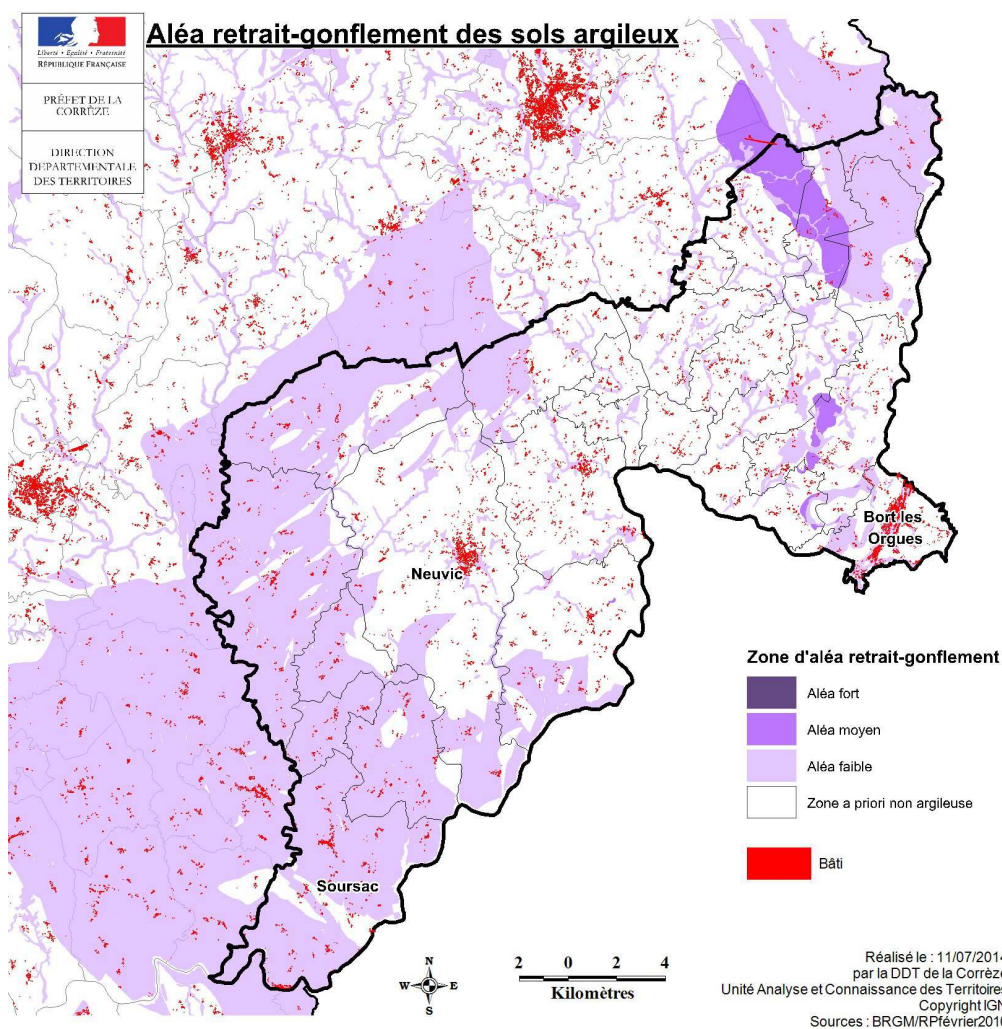 Aléa retrait-gonflement des sols argileux
Liberté • Égalité • Fraternité
RÉPUBLIQUE FRANÇAISE
PRÉFET DE LA
CORRÈZE
DIRECTION
DEPARTEMENTALE
DES TERRITOIRES
Bort les
Orgues
Neuvic
Soursac
Zone d'aléa retrait-gonflement
Aléa fort
Aléa moyen
Aléa faible
Zone a priori non argileuse
Bâti
N
W
E
S
2 0 2 4
Kilomètres
Réalisé le : 11/07/2014
par la DDT de la Corrèze
Unité Analyse et Connaissance des Territoires
Copyright IGN
Sources : BRGM/RPfévrier2010